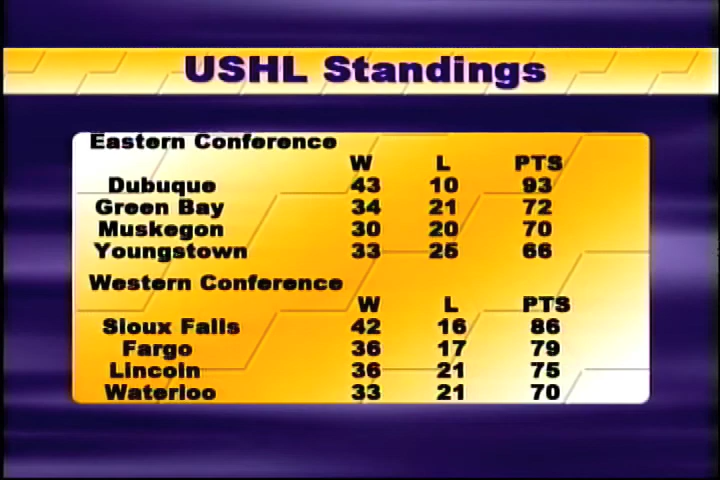 USHL Standings
Eastern Conference
W L PTS
Dubuque 43 10 93
Green Bay 34 21 72
Muskegon 30 20 70
Youngstown 33 25 66
Western Conference
W L PTS
Sioux Falls 42 16 86
Fargo 36 17 79
Lincoln 36 21 75
Waterloo 33 21 70